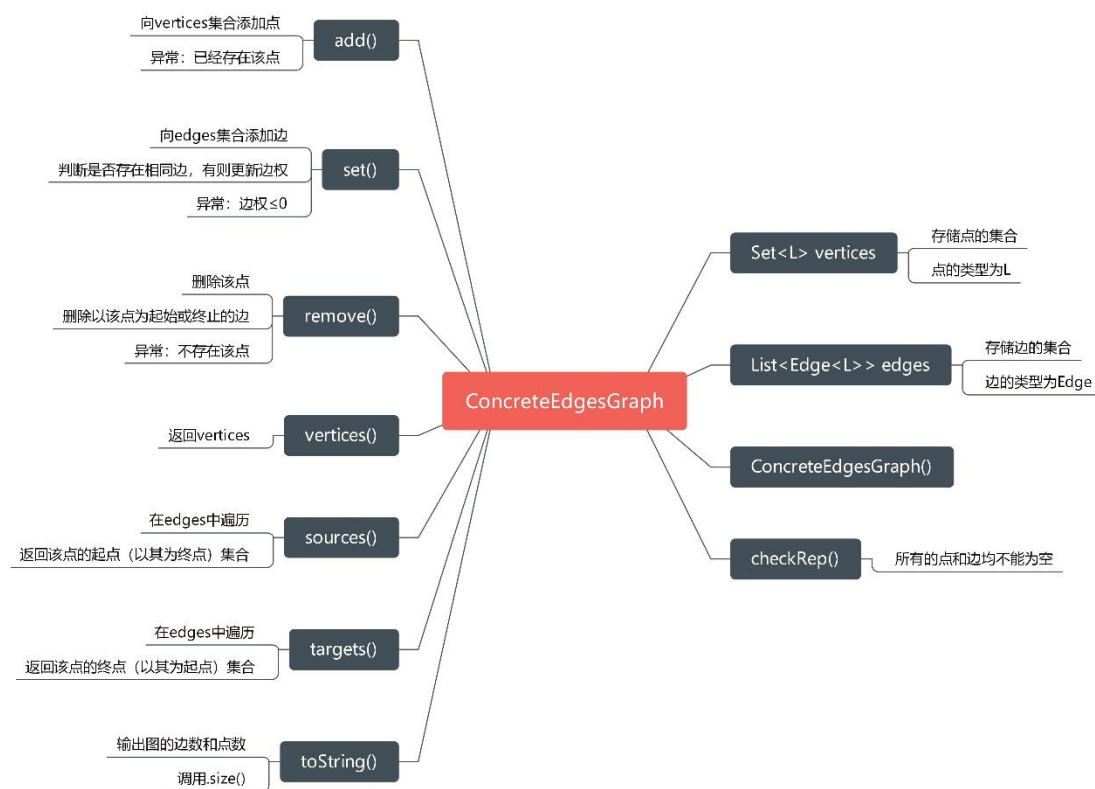 向vertices集合添加点
异常：已经存在该点
add()
向edges集合添加边
判断是否存在相同边，有则更新边权
异常：边权≤0
set()
删除该点
删除以该点为起始或终止的边
异常：不存在该点
remove()
返回vertices
vertices()
在edges中遍历
返回该点的起点（以其为终点）集合
sources()
在edges中遍历
返回该点的终点（以其为起点）集合
targets()
输出图的边数和点数
调用.size()
toString()
ConcreteEdgesGraph
Set<L> vertices
存储点的集合
点的类型为L
List<Edge<L>> edges
存储边的集合
边的类型为Edge
ConcreteEdgesGraph()
checkRep()
所有的点和边均不能为空